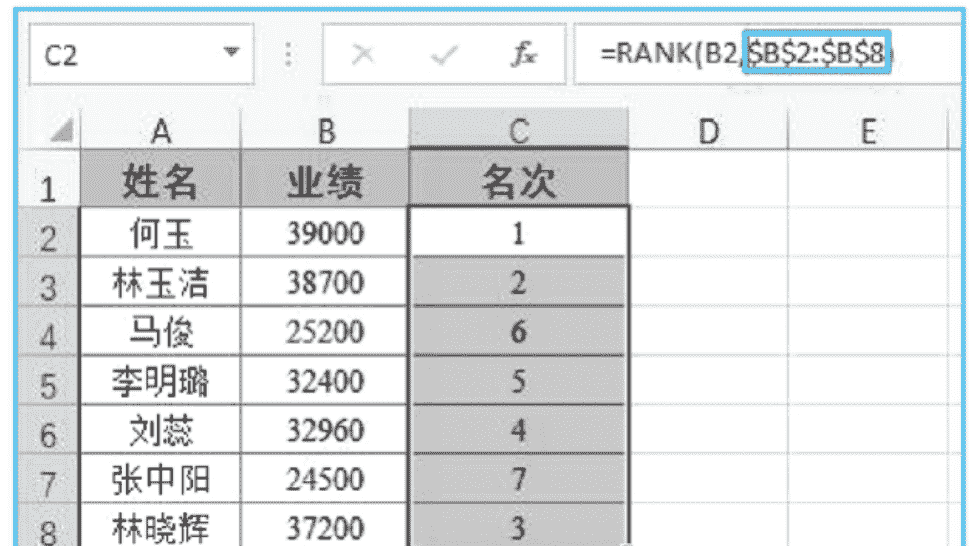 C2 fx =RANK(B2,$B$2:$B$8)
A B C D E
1 姓名 业绩 名次
2 何玉 39000 1
3 林玉洁 38700 2
4 马俊 25200 6
5 李明璐 32400 5
6 刘蕊 32960 4
7 张中阳 24500 7
8 林晓辉 37200 3